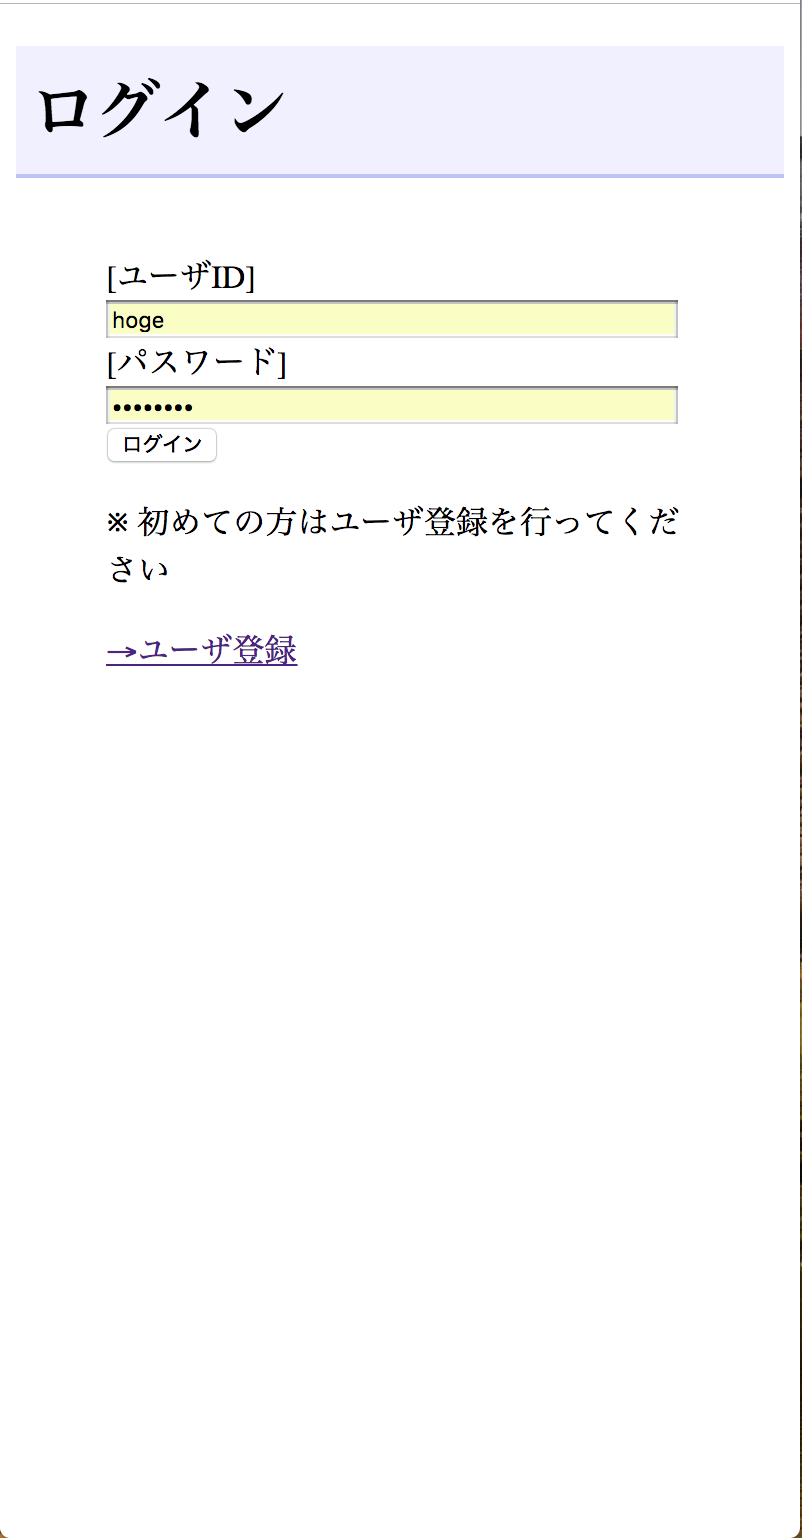 ログイン
[ユーザID]
hoge
[パスワード]
••••••••
ログイン
※ 初めての方はユーザ登録を行ってくだ
さい
→ユーザ登録